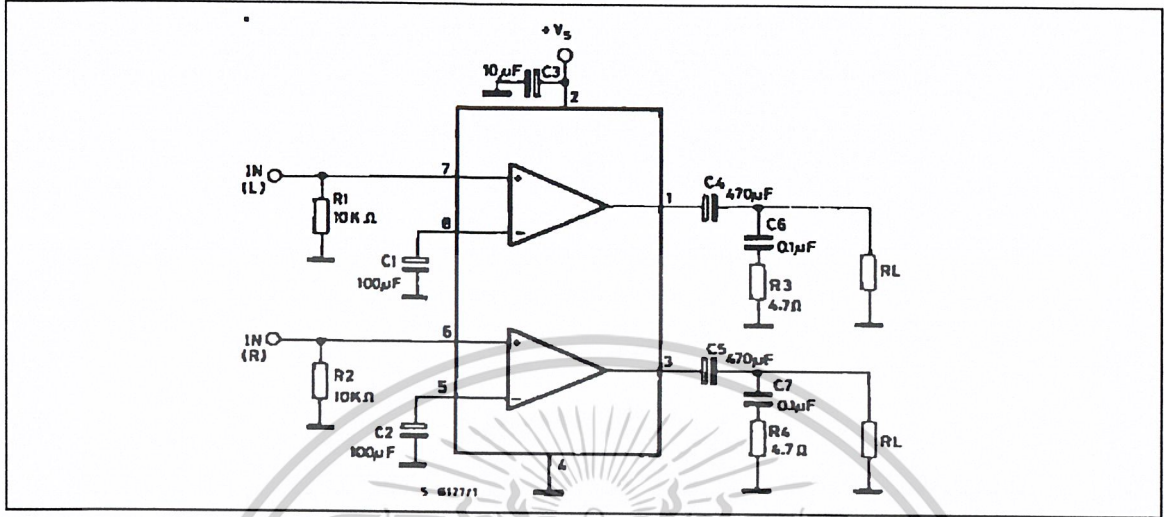 +Vs
10µF
C3
2
IN
(L)
7
R1
10KΩ
8
C1
100µF
1
C4
470µF
C6
0.1µF
R3
4.7Ω
RL
IN
(R)
6
R2
10KΩ
5
C2
100µF
3
C5
470µF
C7
0.1µF
R4
4.7Ω
RL
4